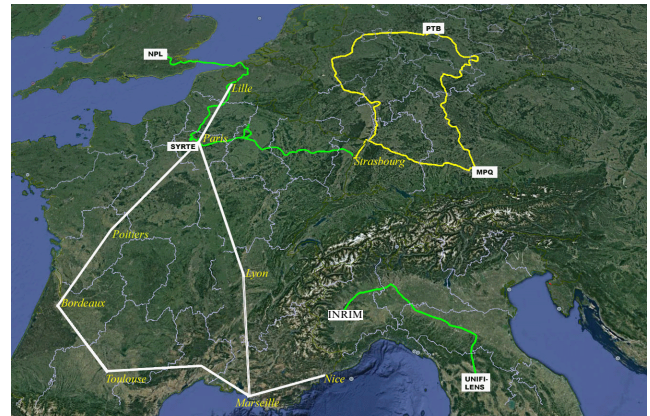 PTB
NPL
Lille
SYRTE
Paris
Strasbourg
MPQ
Poitiers
Lyon
Bordeaux
INRIM
Toulouse
Nice
UNIFI-
LENS
Marseille